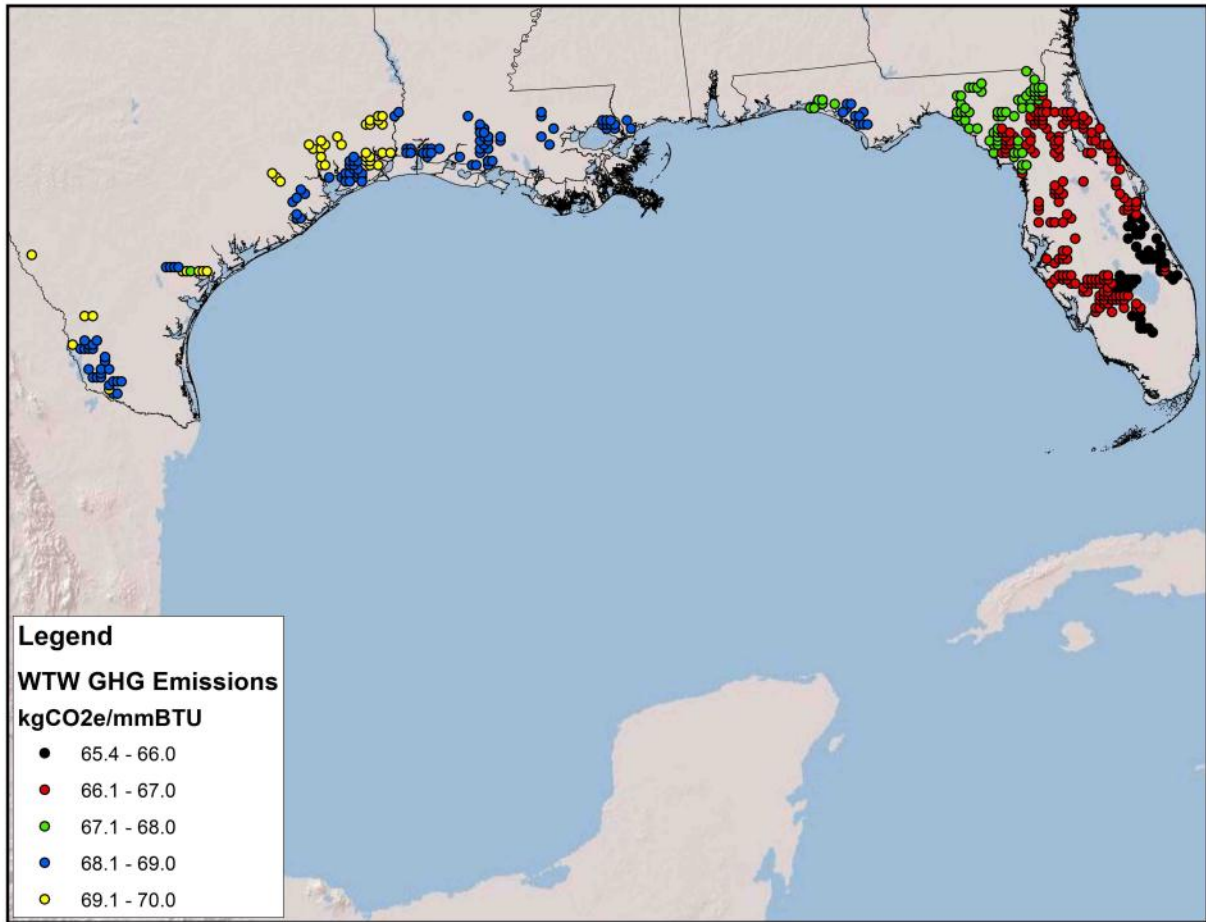 Legend
WTW GHG Emissions
kgCO2e/mmBTU
65.4 - 66.0
66.1 - 67.0
67.1 - 68.0
68.1 - 69.0
69.1 - 70.0